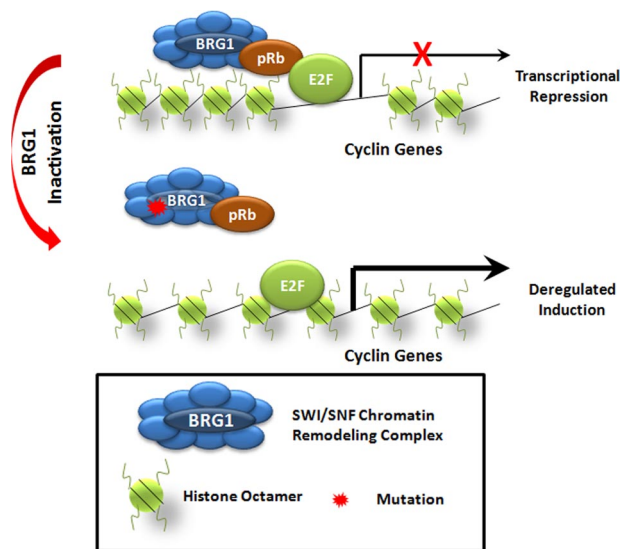 BRG1
pRb
E2F
X
Transcriptional
Repression
Cyclin Genes
BRG1
Inactivation
BRG1
pRb
E2F
Deregulated
Induction
Cyclin Genes
BRG1
SWI/SNF Chromatin
Remodeling Complex
Histone Octamer
Mutation